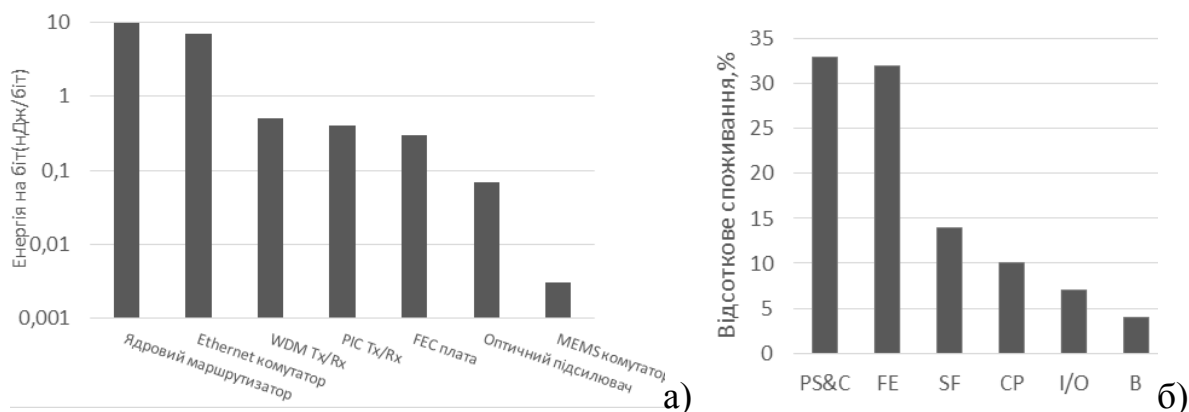 Енергія на біт(нДж/біт)
10
1
0,1
0,01
0,001
Ядровий маршрутизатор
Ethernet комутатор
WDM Tx/Rx
PIC Tx/Rx
FEC плата
Оптичний підсилювач
MEMS комутатор
а)
Відсоткове споживання,%
35
30
25
20
15
10
5
0
PS&C FE SF CP I/O B
б)